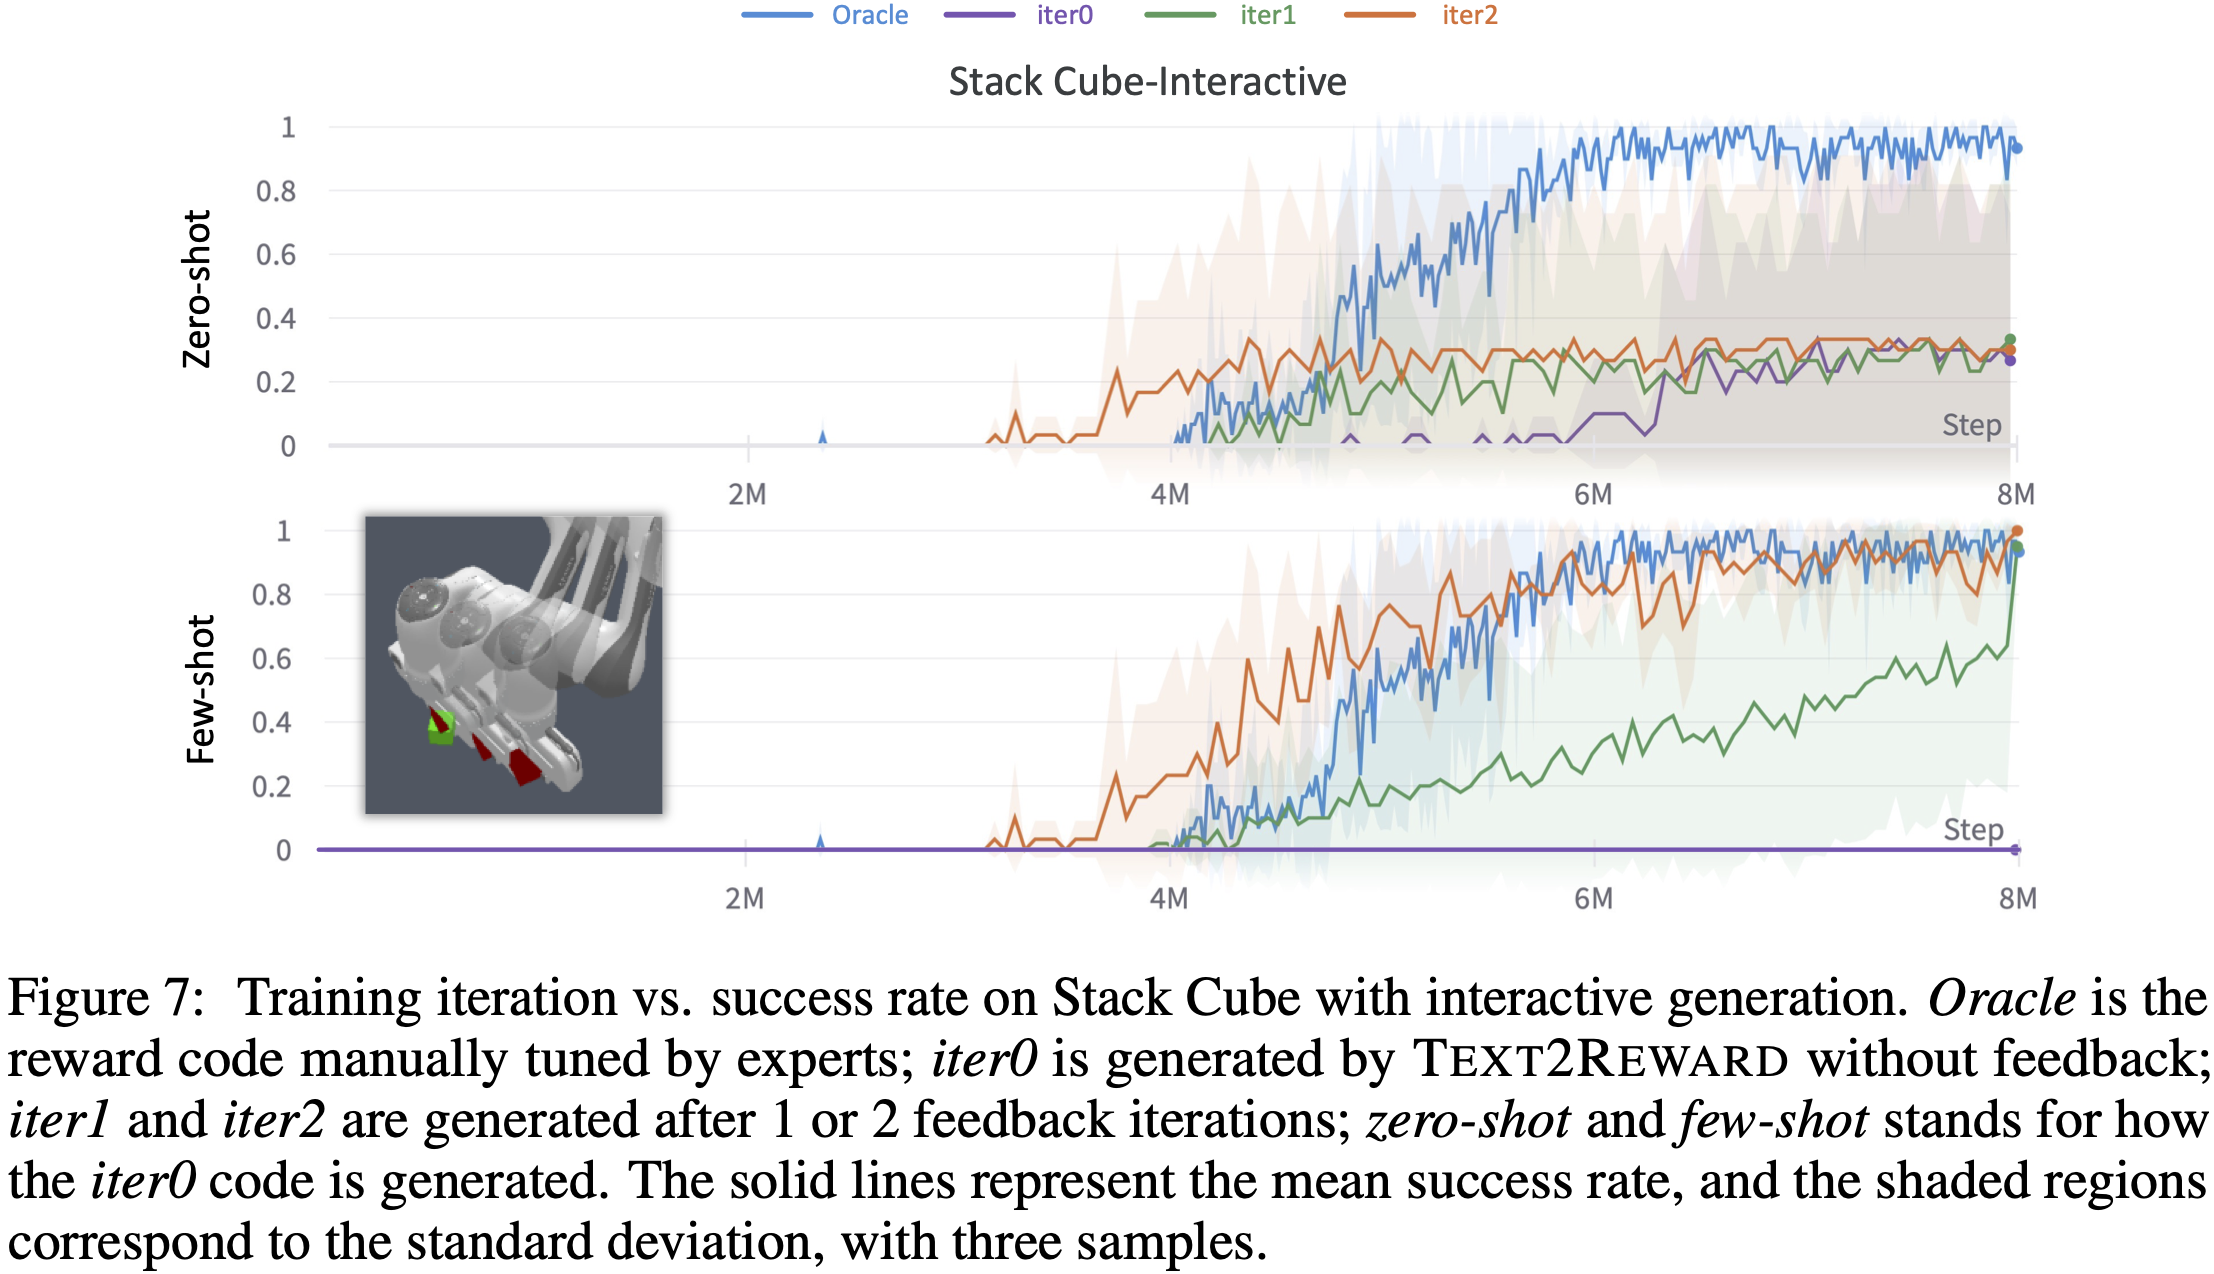 Oracle iter0 iter1 iter2
Stack Cube-Interactive
Zero-shot
1
0.8
0.6
0.4
0.2
0
Step
2M 4M 6M 8M
Few-shot
1
0.8
0.6
0.4
0.2
0
Step
2M 4M 6M 8M
Figure 7: Training iteration vs. success rate on Stack Cube with interactive generation. Oracle is the
reward code manually tuned by experts; iter0 is generated by TEXT2REWARD without feedback;
iter1 and iter2 are generated after 1 or 2 feedback iterations; zero-shot and few-shot stands for how
the iter0 code is generated. The solid lines represent the mean success rate, and the shaded regions
correspond to the standard deviation, with three samples.